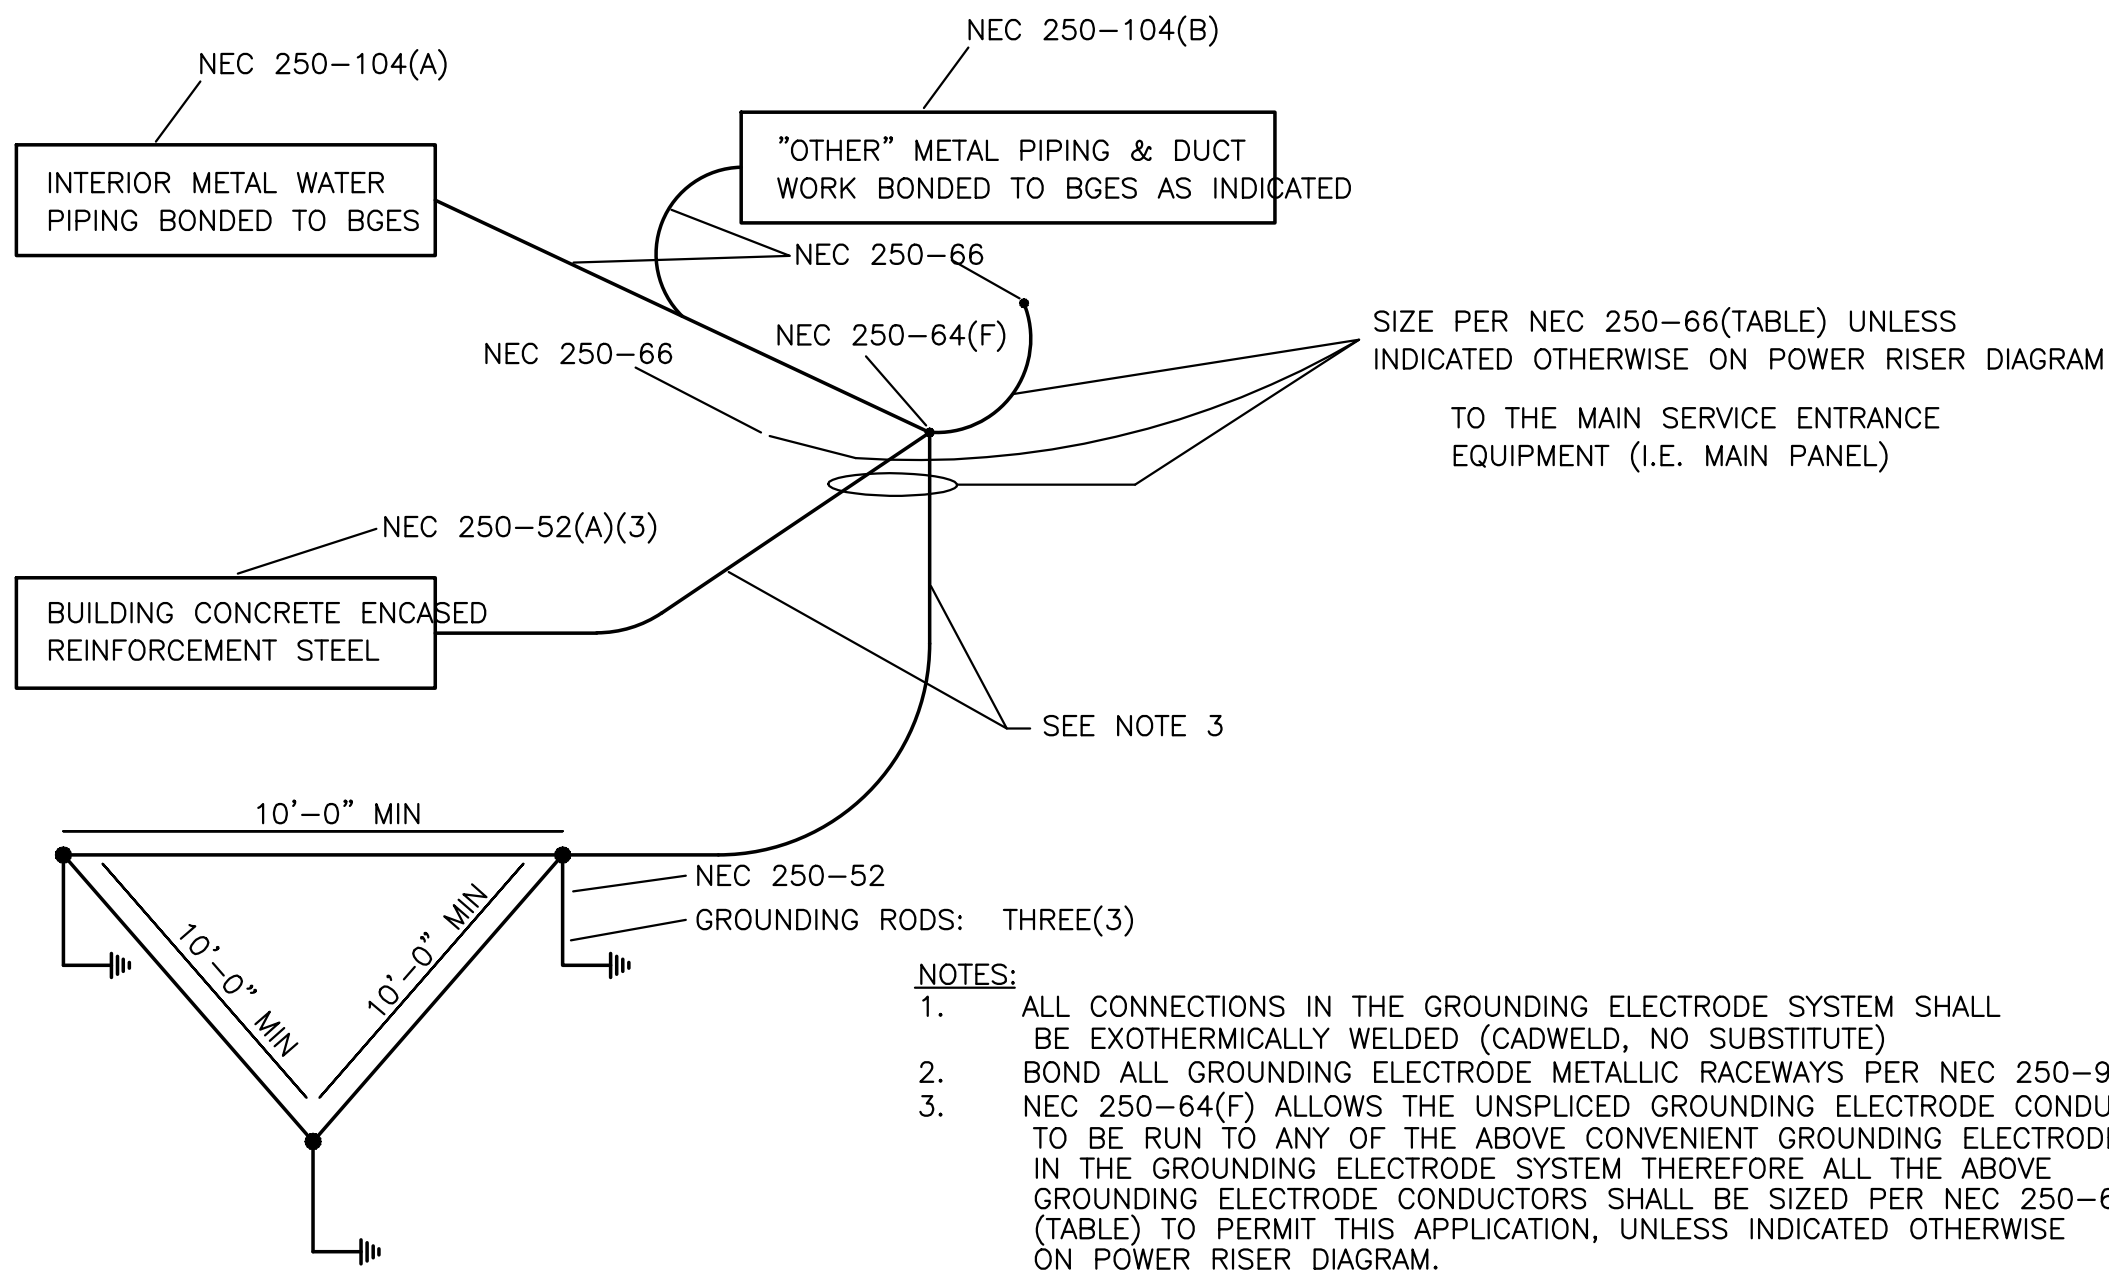 NEC 250-104(B)
NEC 250-104(A)
"OTHER" METAL PIPING & DUCT
WORK BONDED TO BGES AS INDICATED
INTERIOR METAL WATER
PIPING BONDED TO BGES
NEC 250-66
NEC 250-64(F)
NEC 250-66
SIZE PER NEC 250-66(TABLE) UNLESS
INDICATED OTHERWISE ON POWER RISER DIAGRAM
TO THE MAIN SERVICE ENTRANCE
EQUIPMENT (I.E. MAIN PANEL)
NEC 250-52(A)(3)
BUILDING CONCRETE ENCASED
REINFORCEMENT STEEL
SEE NOTE 3
10'-0" MIN
10'-0" MIN
10'-0" MIN
NEC 250-52
GROUNDING RODS: THREE(3)
NOTES:
1. ALL CONNECTIONS IN THE GROUNDING ELECTRODE SYSTEM SHALL
BE EXOTHERMICALLY WELDED (CADWELD, NO SUBSTITUTE)
2. BOND ALL GROUNDING ELECTRODE METALLIC RACEWAYS PER NEC 250-9
3. NEC 250-64(F) ALLOWS THE UNSPLICED GROUNDING ELECTRODE CONDU
TO BE RUN TO ANY OF THE ABOVE CONVENIENT GROUNDING ELECTRODE
IN THE GROUNDING ELECTRODE SYSTEM THEREFORE ALL THE ABOVE
GROUNDING ELECTRODE CONDUCTORS SHALL BE SIZED PER NEC 250-6
(TABLE) TO PERMIT THIS APPLICATION, UNLESS INDICATED OTHERWISE
ON POWER RISER DIAGRAM.